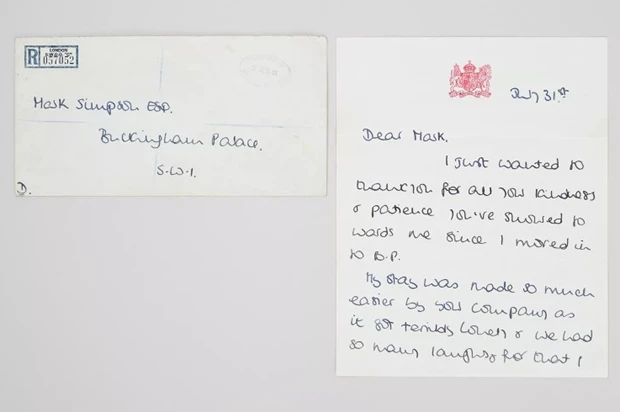 R
LONDON
057052
Mark Simpson ESQ.
Buckingham Palace.
S.W.1.
D.
July 31st
Dear Mark.
I just wanted to
thank you for all your kindness
& patience you've showed to
wards me since I moved in
to B.P.
My stay was made so much
easier by your company as
it got terribly lonely & we had
so many laughs, for that I